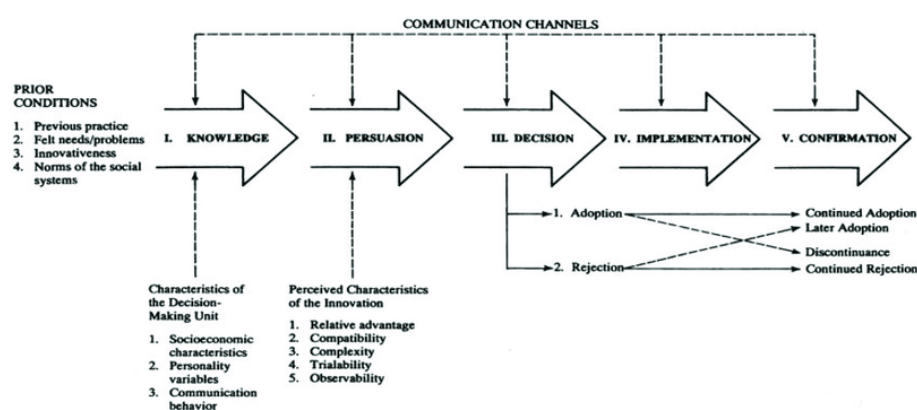 COMMUNICATION CHANNELS
PRIOR
CONDITIONS
1. Previous practice
2. Felt needs/problems
3. Innovativeness
4. Norms of the social
systems
I. KNOWLEDGE
II. PERSUASION
III. DECISION
IV. IMPLEMENTATION
V. CONFIRMATION
1. Adoption
2. Rejection
Continued Adoption
Later Adoption
Discontinuance
Continued Rejection
Characteristics of
the Decision-
Making Unit
1. Socioeconomic
characteristics
2. Personality
variables
3. Communication
behavior
Perceived Characteristics
of the Innovation
1. Relative advantage
2. Compatibility
3. Complexity
4. Trialability
5. Observability